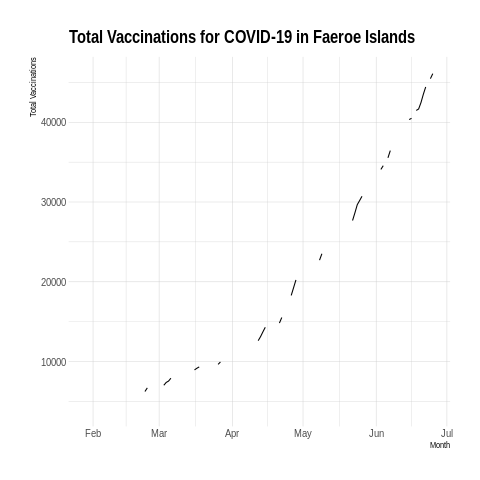 Total Vaccinations for COVID-19 in Faeroe Islands
Total Vaccinations
40000
30000
20000
10000
Feb Mar Apr May Jun Jul
Month